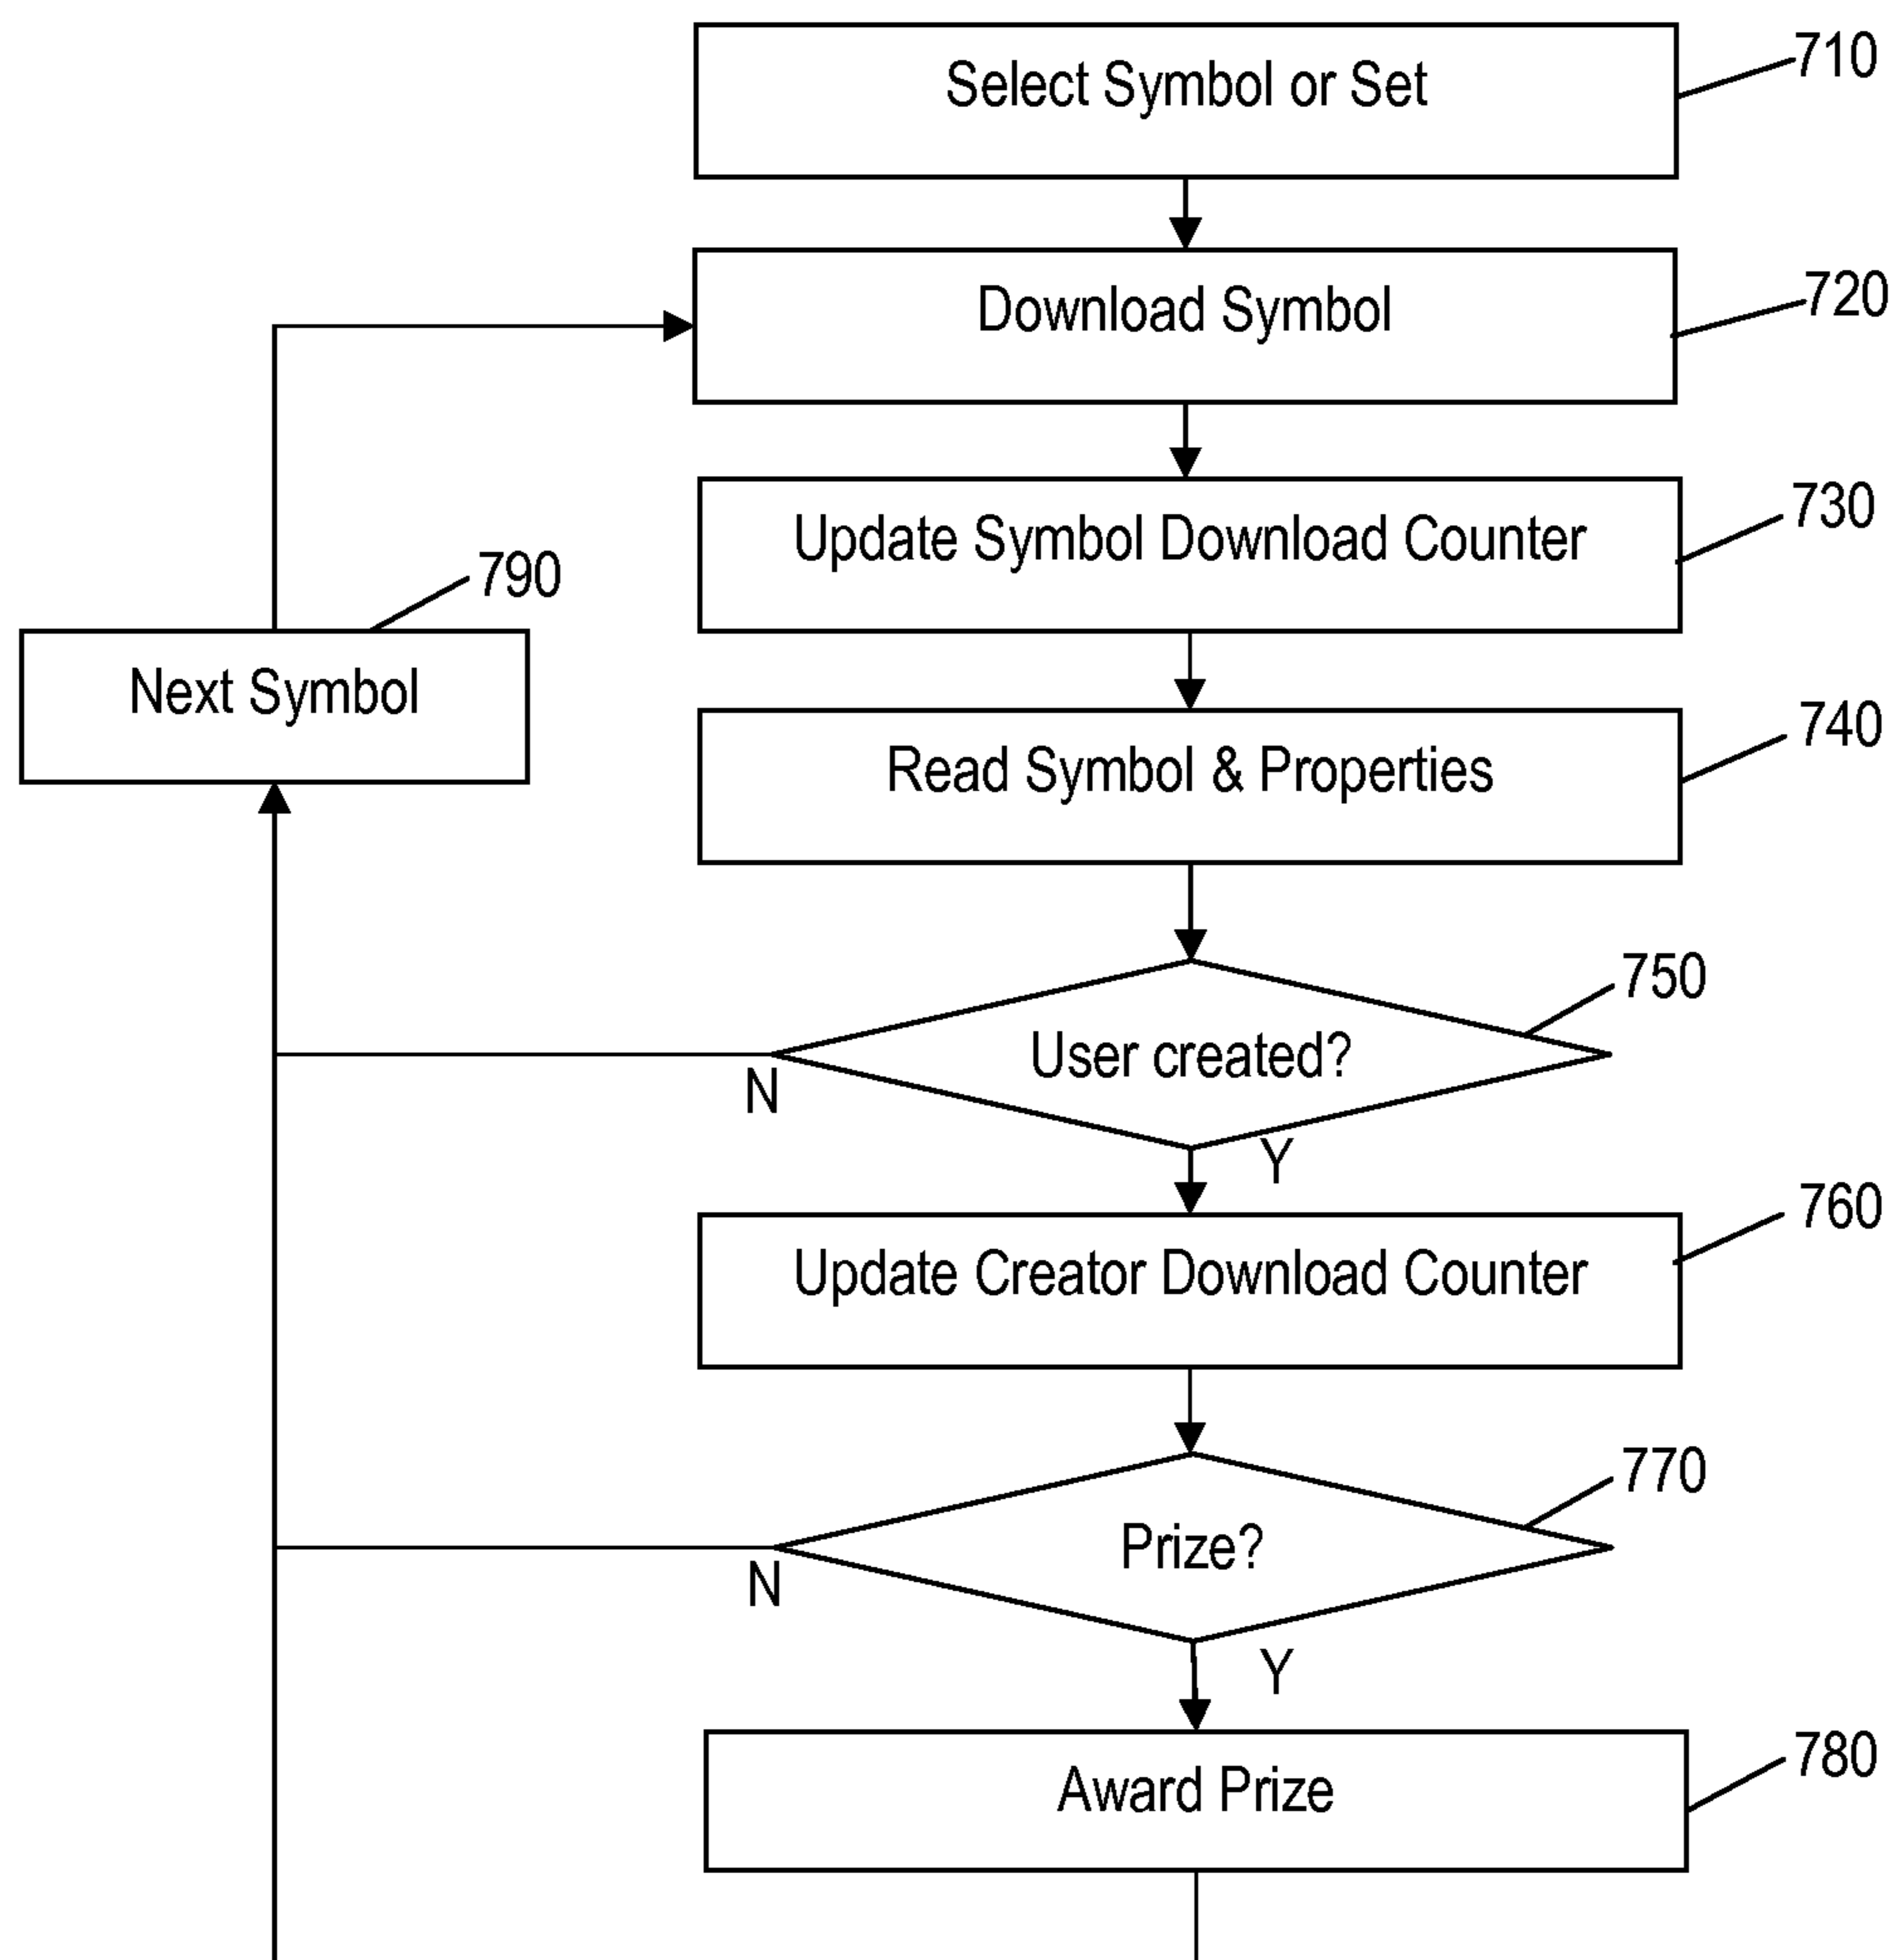 Select Symbol or Set
710
Download Symbol
720
Update Symbol Download Counter
730
790
Next Symbol
Read Symbol & Properties
740
750
User created?
N
Y
Update Creator Download Counter
760
770
Prize?
N
Y
Award Prize
780